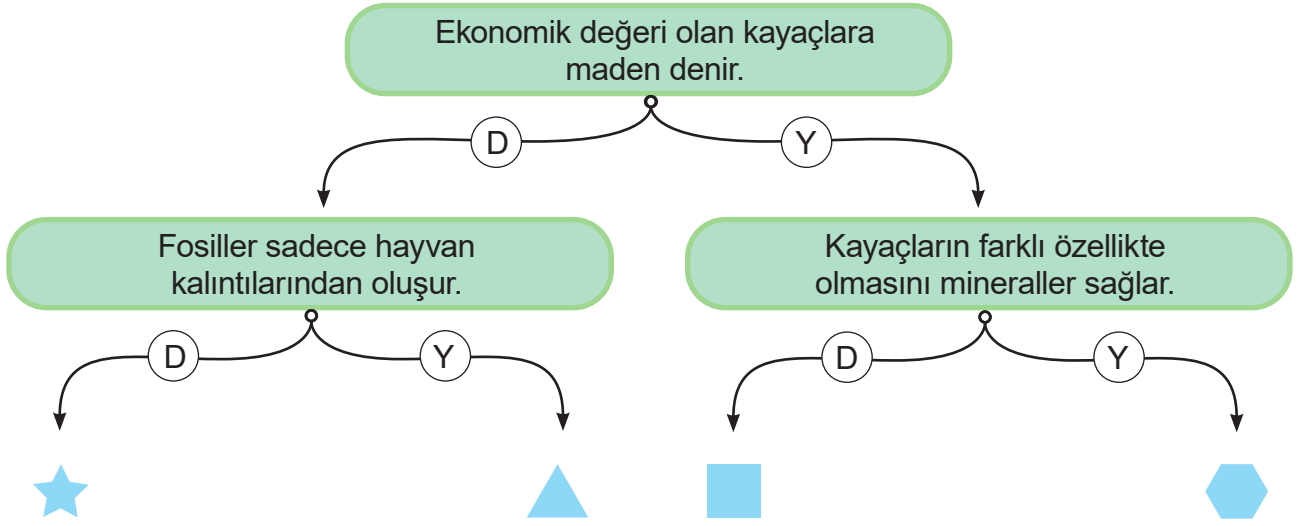 Ekonomik değeri olan kayaçlara
maden denir.
D
Y
Fosiller sadece hayvan
kalıntılarından oluşur.
Kayaçların farklı özellikte
olmasını mineraller sağlar.
D
Y
D
Y